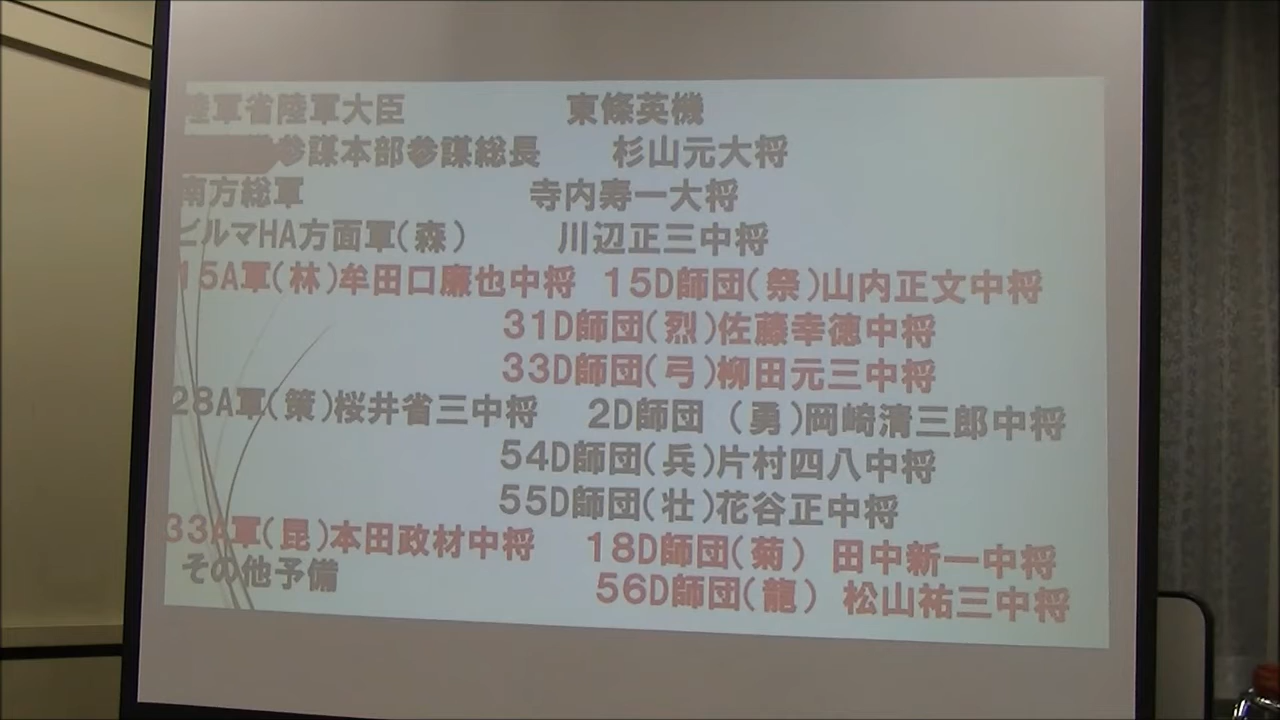 陸軍省陸軍大臣 東條英機
参謀本部参謀総長 杉山元大将
南方総軍 寺内寿一大将
ビルマHA方面軍(森) 川辺正三中将
15A軍(林)牟田口廉也中将 15D師団(祭)山内正文中将
31D師団(烈)佐藤幸徳中将
33D師団(弓)柳田元三中将
28A軍(策)桜井省三中将 2D師団 (勇)岡崎清三郎中将
54D師団(兵)片村四八中将
55D師団(壮)花谷正中将
33A軍(昆)本田政材中将 18D師団(菊) 田中新一中将
その他予備 56D師団(龍) 松山祐三中将